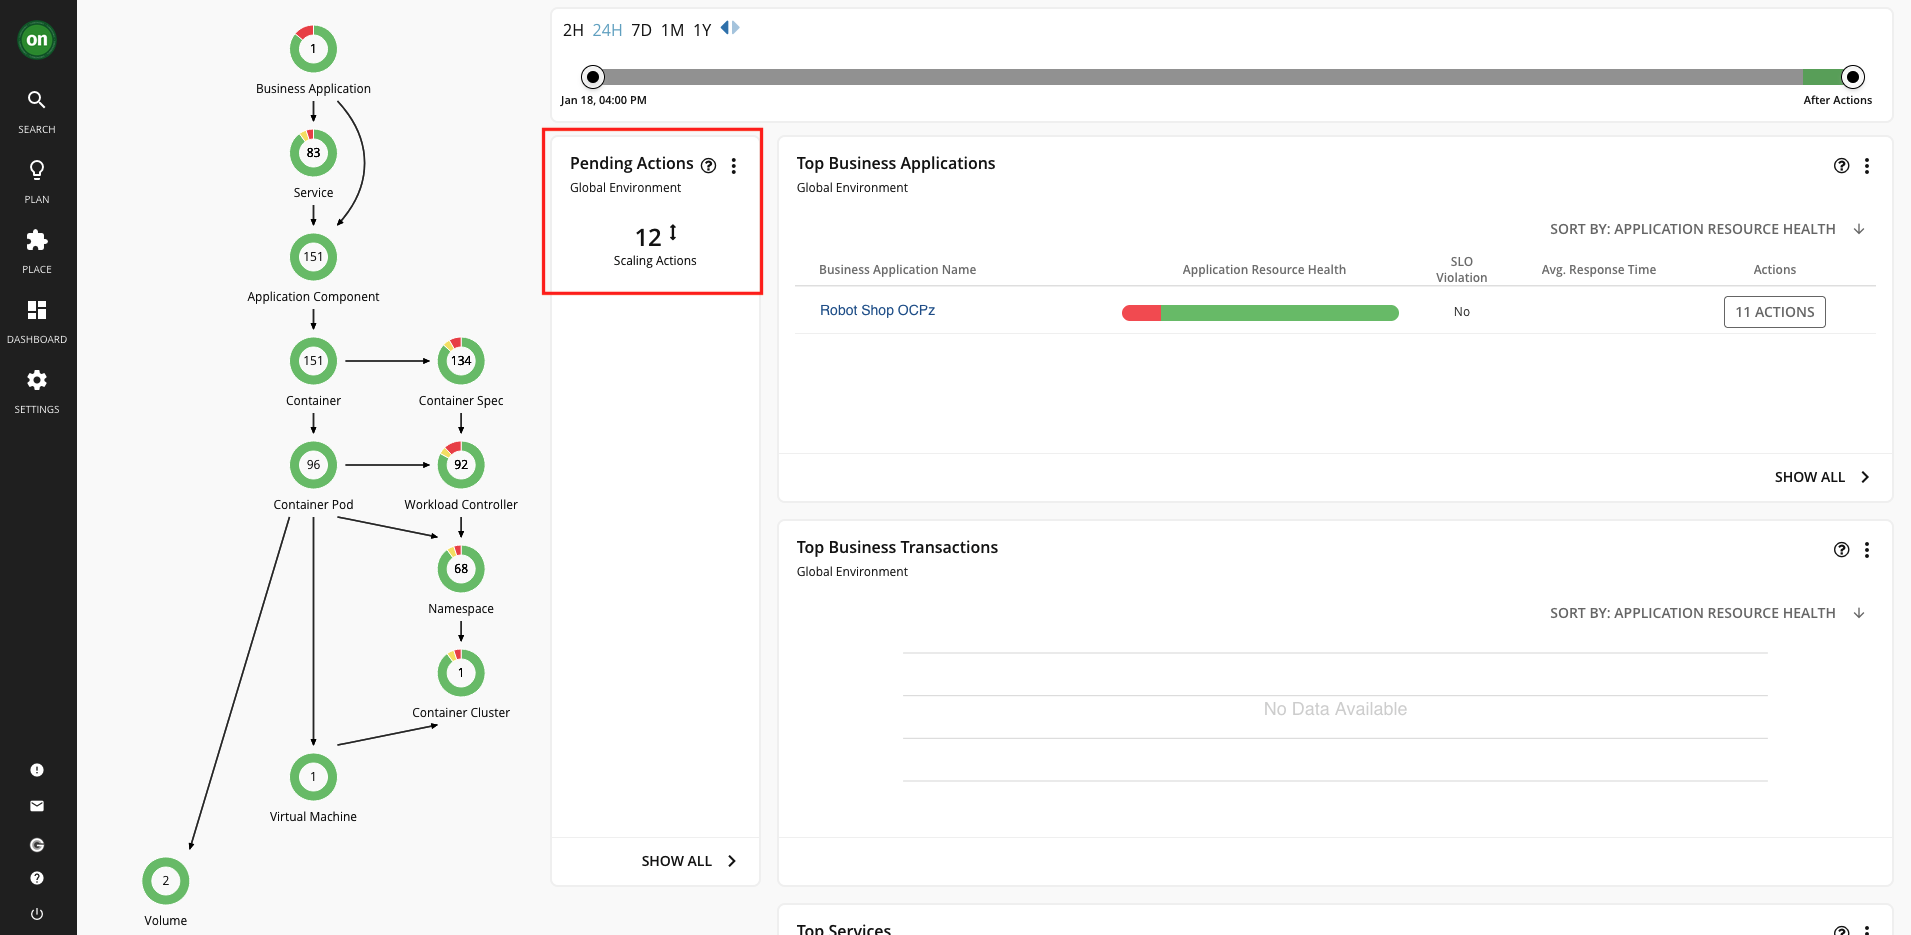 on
SEARCH
PLAN
PLACE
DASHBOARD
SETTINGS
1
Business Application
83
Service
151
Application Component
151
Container
134
Container Spec
96
Container Pod
92
Workload Controller
68
Namespace
1
Container Cluster
1
Virtual Machine
2
Volume
2H 24H 7D 1M 1Y
Jan 18, 04:00 PM
After Actions
Pending Actions
Global Environment
12
Scaling Actions
SHOW ALL
Top Business Applications
Global Environment
SORT BY: APPLICATION RESOURCE HEALTH
Business Application Name
Application Resource Health
SLO
Violation
Avg. Response Time
Actions
Robot Shop OCPz
No
11 ACTIONS
SHOW ALL
Top Business Transactions
Global Environment
SORT BY: APPLICATION RESOURCE HEALTH
No Data Available
Top Services